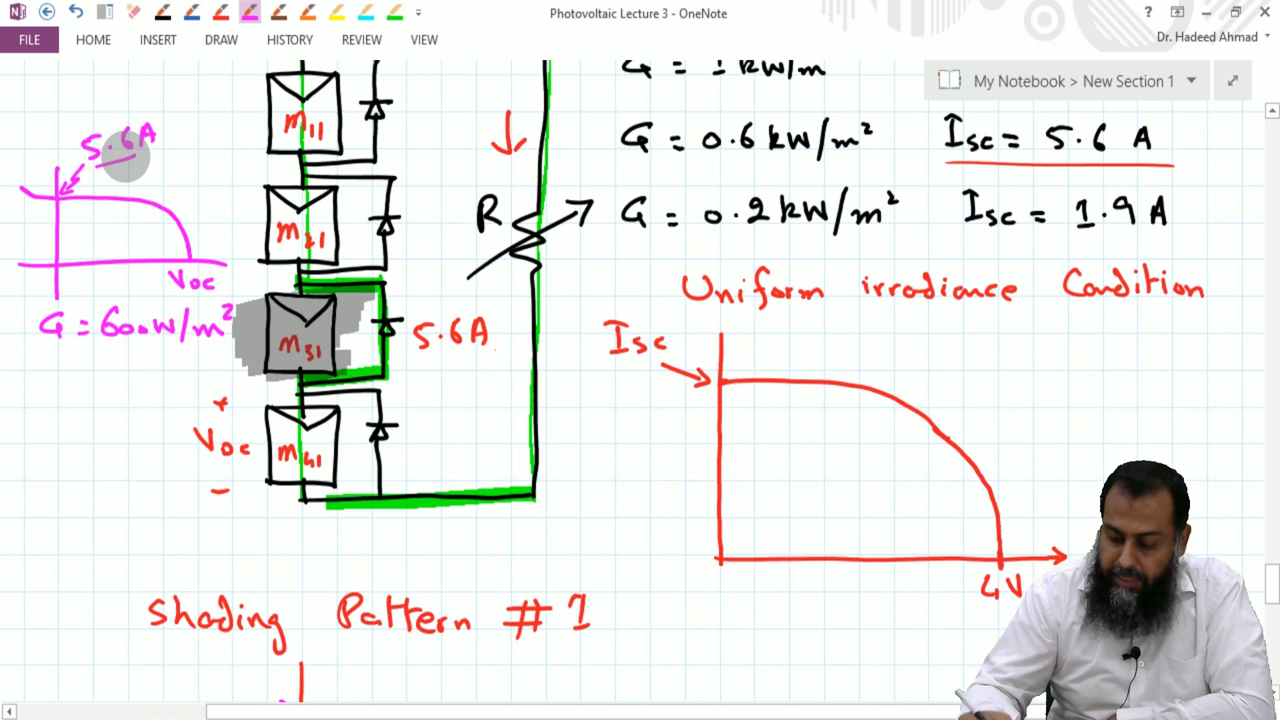 Photovoltaic Lecture 3 - OneNote
Dr. Hadeed Ahmad
FILE HOME INSERT DRAW HISTORY REVIEW VIEW
My Notebook > New Section 1
G = 1 kW/m
G = 0.6 kW/m² Isc = 5.6 A
G = 0.2 kW/m² Isc = 1.9 A
Uniform irradiance Condition
Isc
4V
5.6A
Voc
G = 600W/m²
m11
m21
m31
5.6A
m41
+
Voc
-
R
Shading Pattern # 1